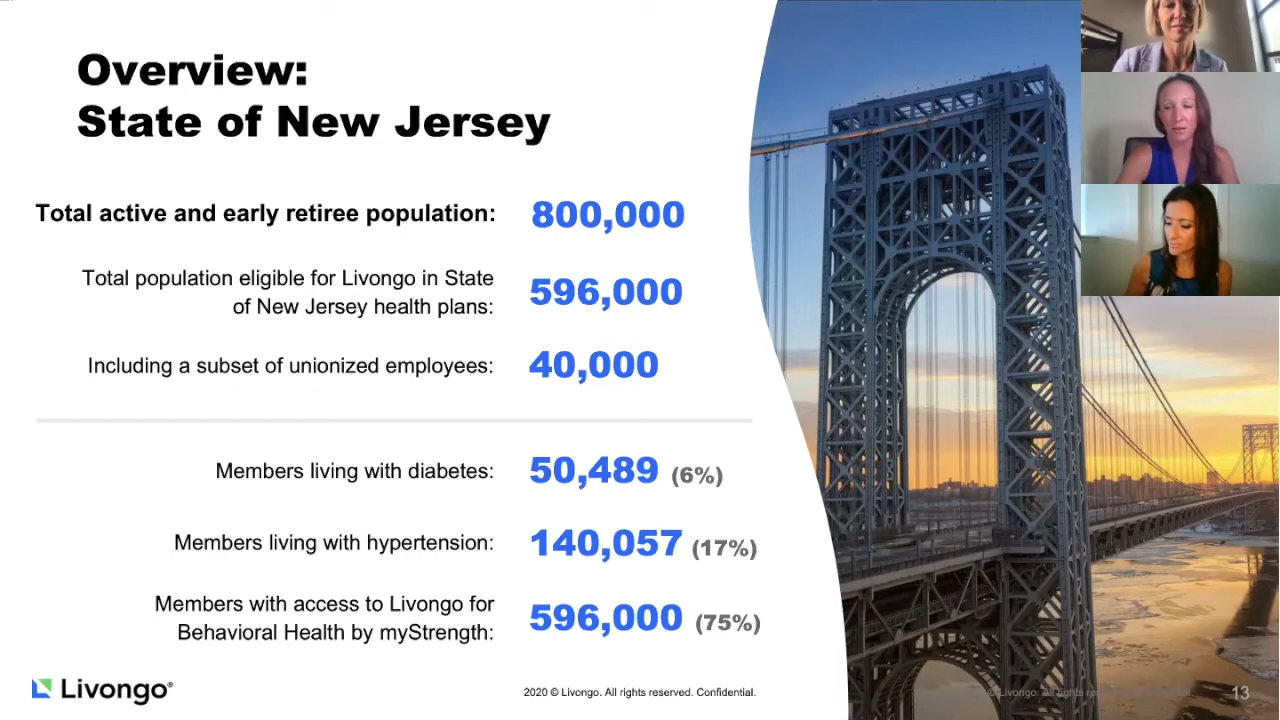 Overview:
State of New Jersey
Total active and early retiree population: 800,000
Total population eligible for Livongo in State
of New Jersey health plans: 596,000
Including a subset of unionized employees: 40,000
Members living with diabetes: 50,489 (6%)
Members living with hypertension: 140,057 (17%)
Members with access to Livongo for
Behavioral Health by myStrength: 596,000 (75%)
Livongo®
2020 © Livongo. All rights reserved. Confidential.
© Livongo. All rights
13